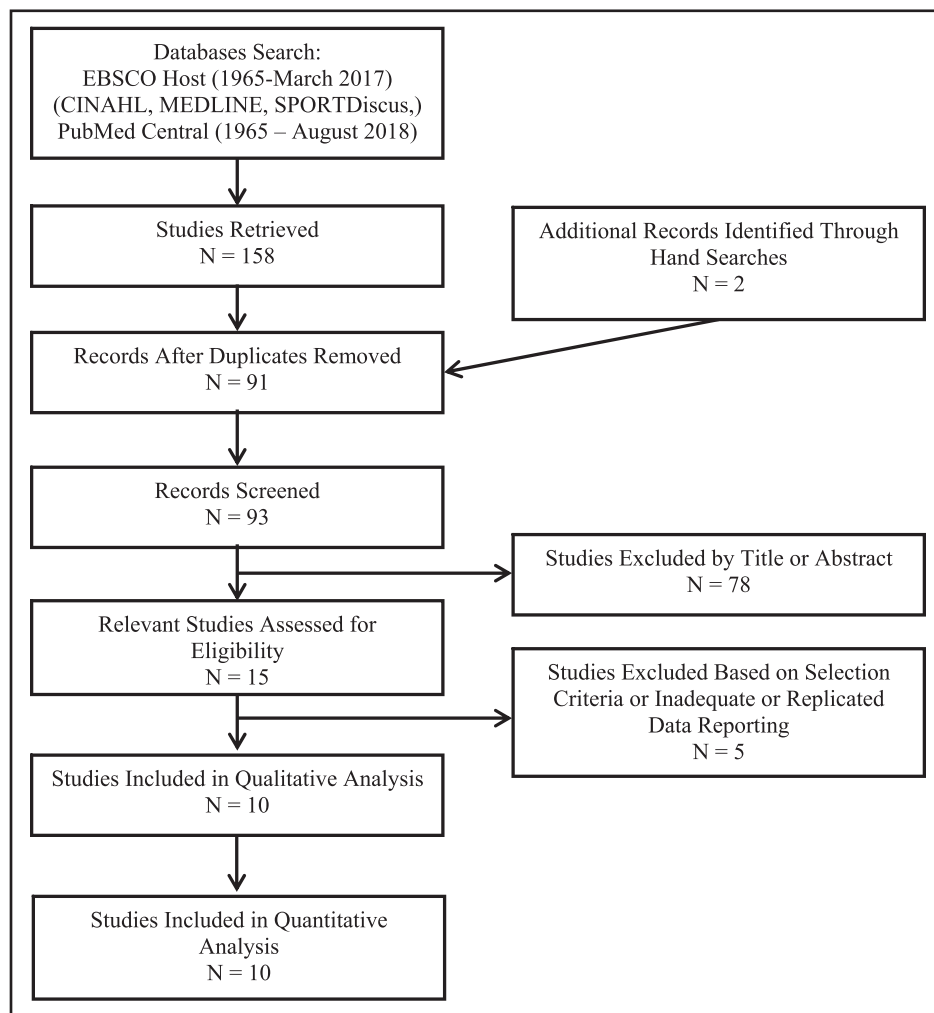 Databases Search:
EBSCO Host (1965-March 2017)
(CINAHL, MEDLINE, SPORTDiscus,)
PubMed Central (1965 – August 2018)
Studies Retrieved
N = 158
Additional Records Identified Through
Hand Searches
N = 2
Records After Duplicates Removed
N = 91
Records Screened
N = 93
Studies Excluded by Title or Abstract
N = 78
Relevant Studies Assessed for
Eligibility
N = 15
Studies Excluded Based on Selection
Criteria or Inadequate or Replicated
Data Reporting
N = 5
Studies Included in Qualitative Analysis
N = 10
Studies Included in Quantitative
Analysis
N = 10